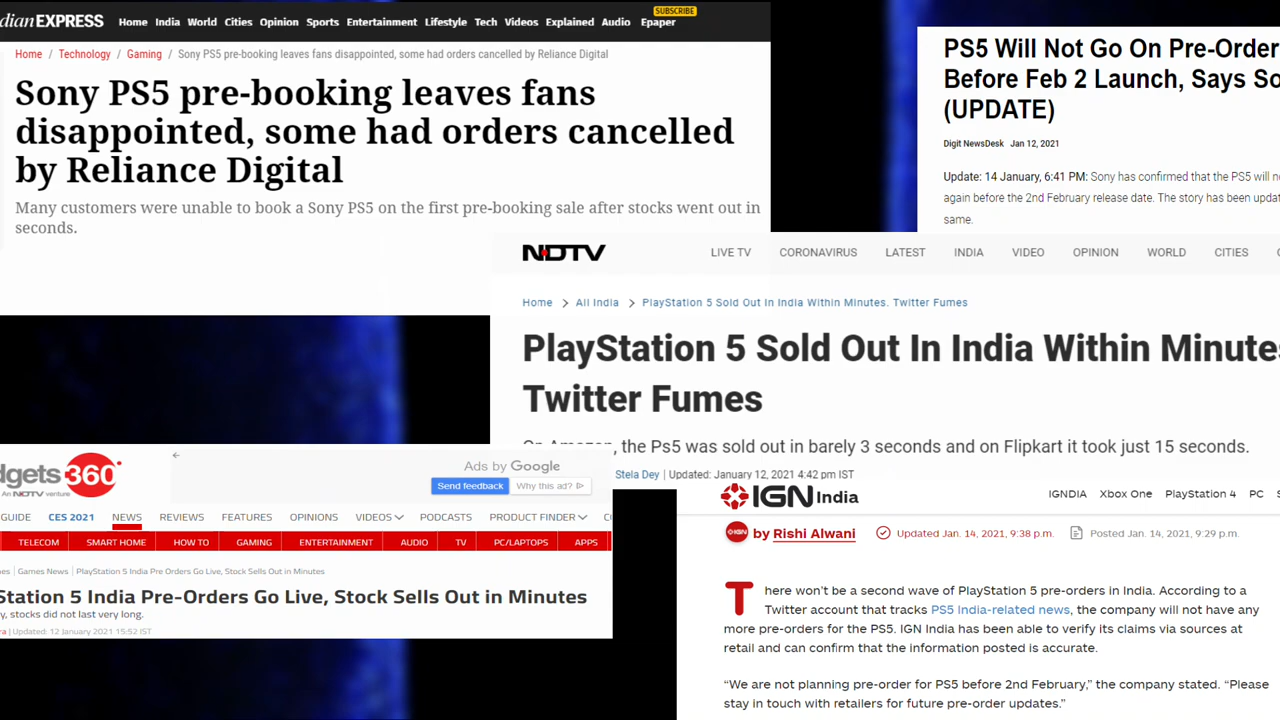 dian EXPRESS Home India World Cities Opinion Sports Entertainment Lifestyle Tech Videos Explained Audio Epaper SUBSCRIBE
Home / Technology / Gaming / Sony PS5 pre-booking leaves fans disappointed, some had orders cancelled by Reliance Digital
Sony PS5 pre-booking leaves fans
disappointed, some had orders cancelled
by Reliance Digital
Many customers were unable to book a Sony PS5 on the first pre-booking sale after stocks went out in
seconds.
PS5 Will Not Go On Pre-Order
Before Feb 2 Launch, Says So
(UPDATE)
Digit NewsDesk Jan 12, 2021
Update: 14 January, 6:41 PM: Sony has confirmed that the PS5 will n
again before the 2nd February release date. The story has been updat
same.
NDTV LIVE TV CORONAVIRUS LATEST INDIA VIDEO OPINION WORLD CITIES
Home > All India > PlayStation 5 Sold Out In India Within Minutes. Twitter Fumes
PlayStation 5 Sold Out In India Within Minutes
Twitter Fumes
On Amazon, the Ps5 was sold out in barely 3 seconds and on Flipkart it took just 15 seconds.
Stela Dey | Updated: January 12, 2021 4:42 pm IST
dgets 360°
An NDTV venture
Ads by Google
Send feedback Why this ad?
GUIDE CES 2021 NEWS REVIEWS FEATURES OPINIONS VIDEOS PODCASTS PRODUCT FINDER
TELECOM SMART HOME HOW TO GAMING ENTERTAINMENT AUDIO TV PC/LAPTOPS APPS
es | Games News | PlayStation 5 India Pre Orders Go Live, Stock Sells Out in Minutes
Station 5 India Pre-Orders Go Live, Stock Sells Out in Minutes
y, stocks did not last very long.
ra | Updated: 12 January 2021 15:52 IST
IGN India IGNDIA Xbox One PlayStation 4 PC S
IGN by Rishi Alwani Updated Jan. 14, 2021, 9:38 p.m. Posted Jan. 14, 2021, 9:29 p.m.
There won't be a second wave of PlayStation 5 pre-orders in India. According to a
Twitter account that tracks PS5 India-related news, the company will not have any
more pre-orders for the PS5. IGN India has been able to verify its claims via sources at
retail and can confirm that the information posted is accurate.
“We are not planning pre-order for PS5 before 2nd February,” the company stated. “Please
stay in touch with retailers for future pre-order updates.”